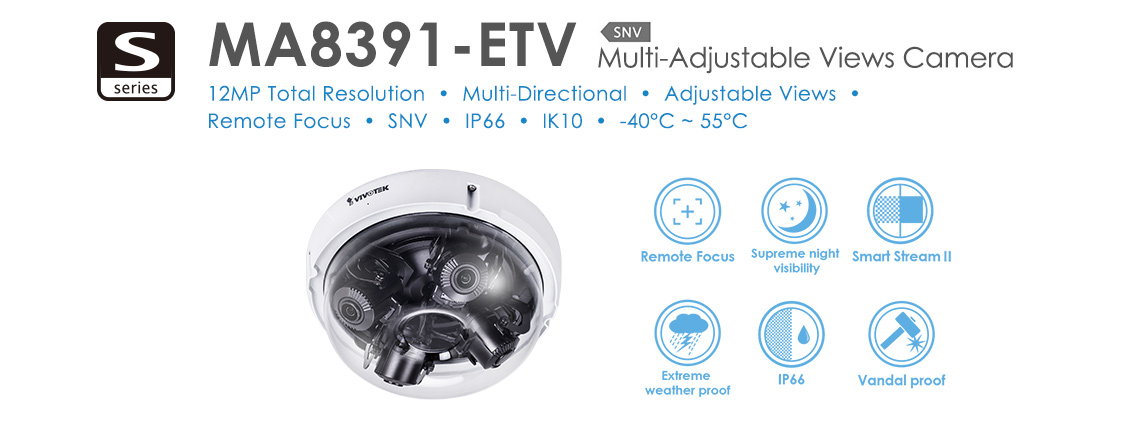 S
series
MA8391-ETV
SNV
Multi-Adjustable Views Camera
12MP Total Resolution • Multi-Directional • Adjustable Views •
Remote Focus • SNV • IP66 • IK10 • -40°C ~ 55°C
VIVOTEK
Remote Focus
Supreme night
visibility
Smart Stream II
Extreme
weather proof
IP66
Vandal proof